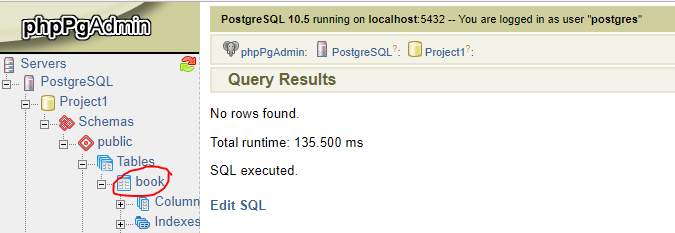 phpPgAdmin
Servers
PostgreSQL
Project1
Schemas
public
Tables
book
Column
Indexes
PostgreSQL 10.5 running on localhost:5432 -- You are logged in as user "postgres"
phpPgAdmin: PostgreSQL?: Project1?:
Query Results
No rows found.
Total runtime: 135.500 ms
SQL executed.
Edit SQL